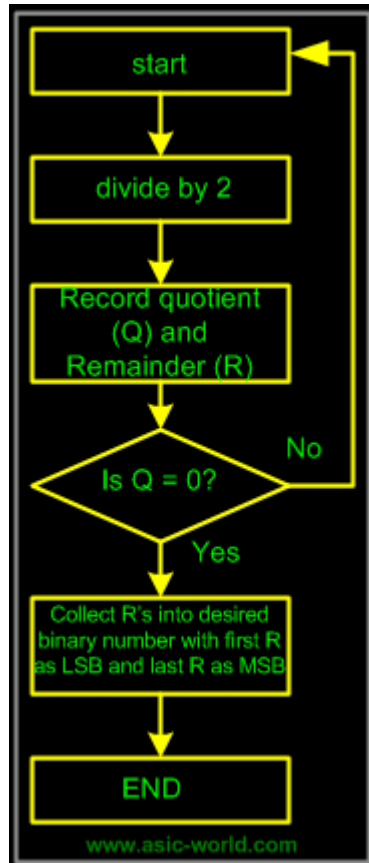 start
divide by 2
Record quotient
(Q) and
Remainder (R)
No
Is Q = 0?
Yes
Collect R's into desired
binary number with first R
as LSB and last R as MSB
END
www.asic-world.com